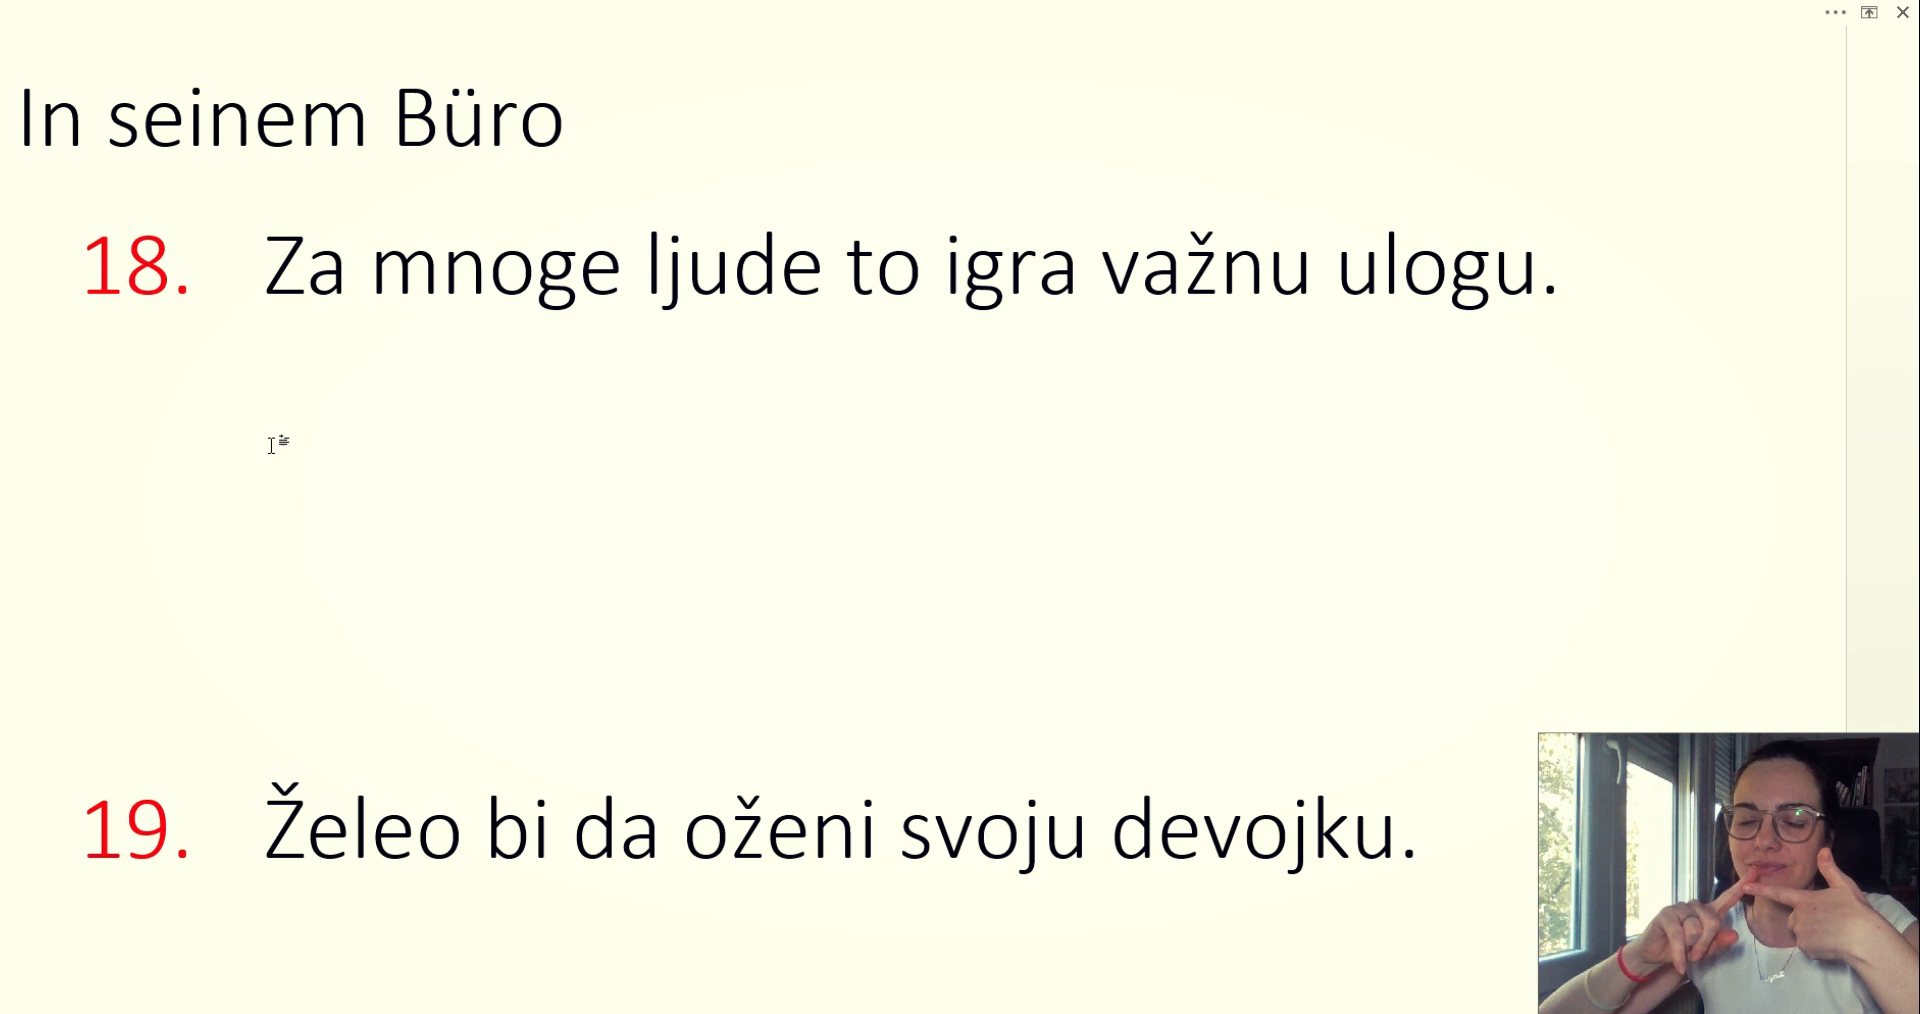 In seinem Büro
18. Za mnoge ljude to igra važnu ulogu.
19. Želeo bi da oženi svoju devojku.